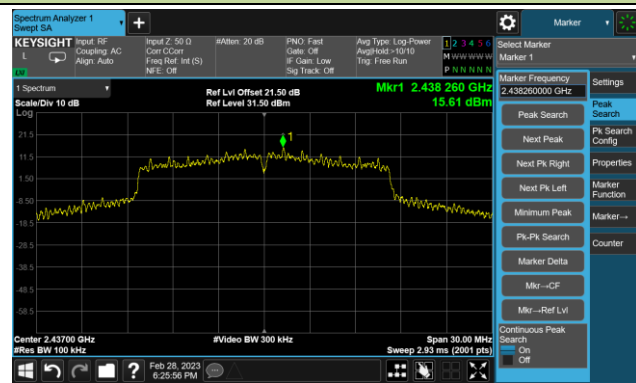 Spectrum Analyzer 1
Swept SA
Marker
KEYSIGHT
L
LV
Input: RF
Coupling: AC
Align: Auto
Input Z: 50 Ω
Corr CCorr
Freq Ref: Int (S)
NFE: Off
#Atten: 20 dB
PNO: Fast
Gate: Off
IF Gain: Low
Sig Track: Off
Avg Type: Log-Power
Avg|Hold:>10/10
Trig: Free Run
1 2 3 4 5 6
M W W W W W
P N N N N N
Select Marker
Marker 1
1 Spectrum
Scale/Div 10 dB
Log
Ref Lvl Offset 21.50 dB
Ref Level 31.50 dBm
Mkr1 2.438 260 GHz
15.61 dBm
1
21.5
11.5
1.50
-8.50
-18.5
-28.5
-38.5
-48.5
-58.5
Center 2.43700 GHz
#Res BW 100 kHz
#Video BW 300 kHz
Span 30.00 MHz
Sweep 2.93 ms (2001 pts)
Marker Frequency
2.438260000 GHz
Peak Search
Next Peak
Next Pk Right
Next Pk Left
Minimum Peak
Pk-Pk Search
Marker Delta
Mkr→CF
Mkr→Ref Lvl
Continuous Peak
Search
On
Off
Settings
Peak
Search
Pk Search
Config
Properties
Marker
Function
Marker→
Counter
?
Feb 28, 2023
6:25:56 PM